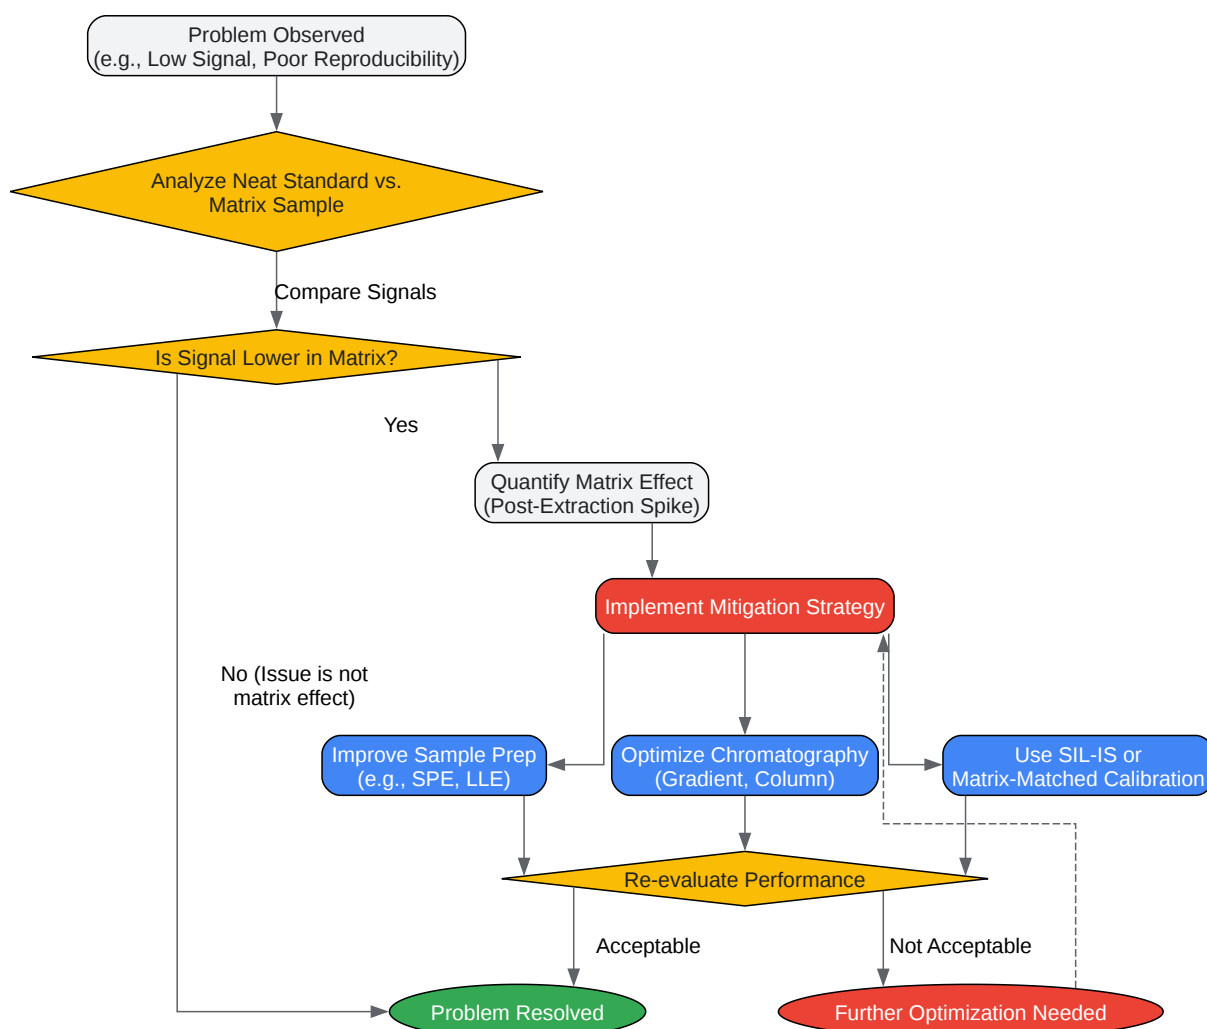 Problem Observed
(e.g., Low Signal, Poor Reproducibility)
Analyze Neat Standard vs.
Matrix Sample
Compare Signals
Is Signal Lower in Matrix?
Yes
Quantify Matrix Effect
(Post-Extraction Spike)
Implement Mitigation Strategy
No (Issue is not
matrix effect)
Improve Sample Prep
(e.g., SPE, LLE)
Optimize Chromatography
(Gradient, Column)
Use SIL-IS or
Matrix-Matched Calibration
Re-evaluate Performance
Acceptable
Not Acceptable
Problem Resolved
Further Optimization Needed